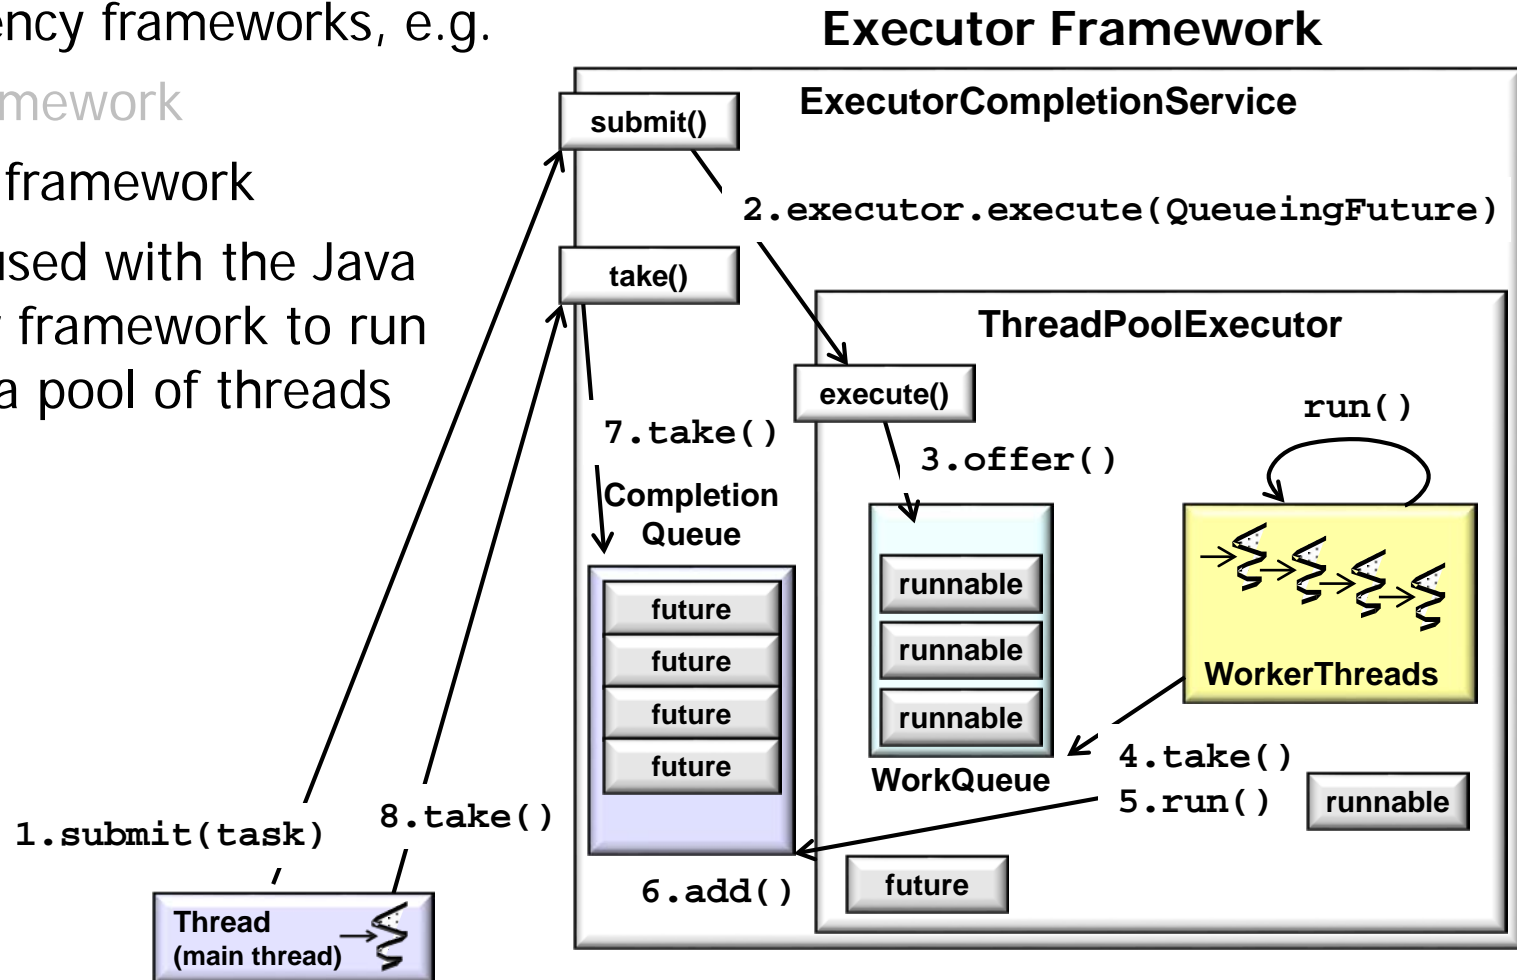 ency frameworks, e.g.
mework
framework
used with the Java
framework to run
a pool of threads
Executor Framework
ExecutorCompletionService
submit()
2.executor.execute(QueueingFuture)
take()
ThreadPoolExecutor
execute()
run()
7.take()
3.offer()
Completion
Queue
future
future
future
future
runnable
runnable
runnable
WorkQueue
WorkerThreads
4.take()
5.run()
runnable
6.add()
future
1.submit(task)
8.take()
Thread
(main thread)